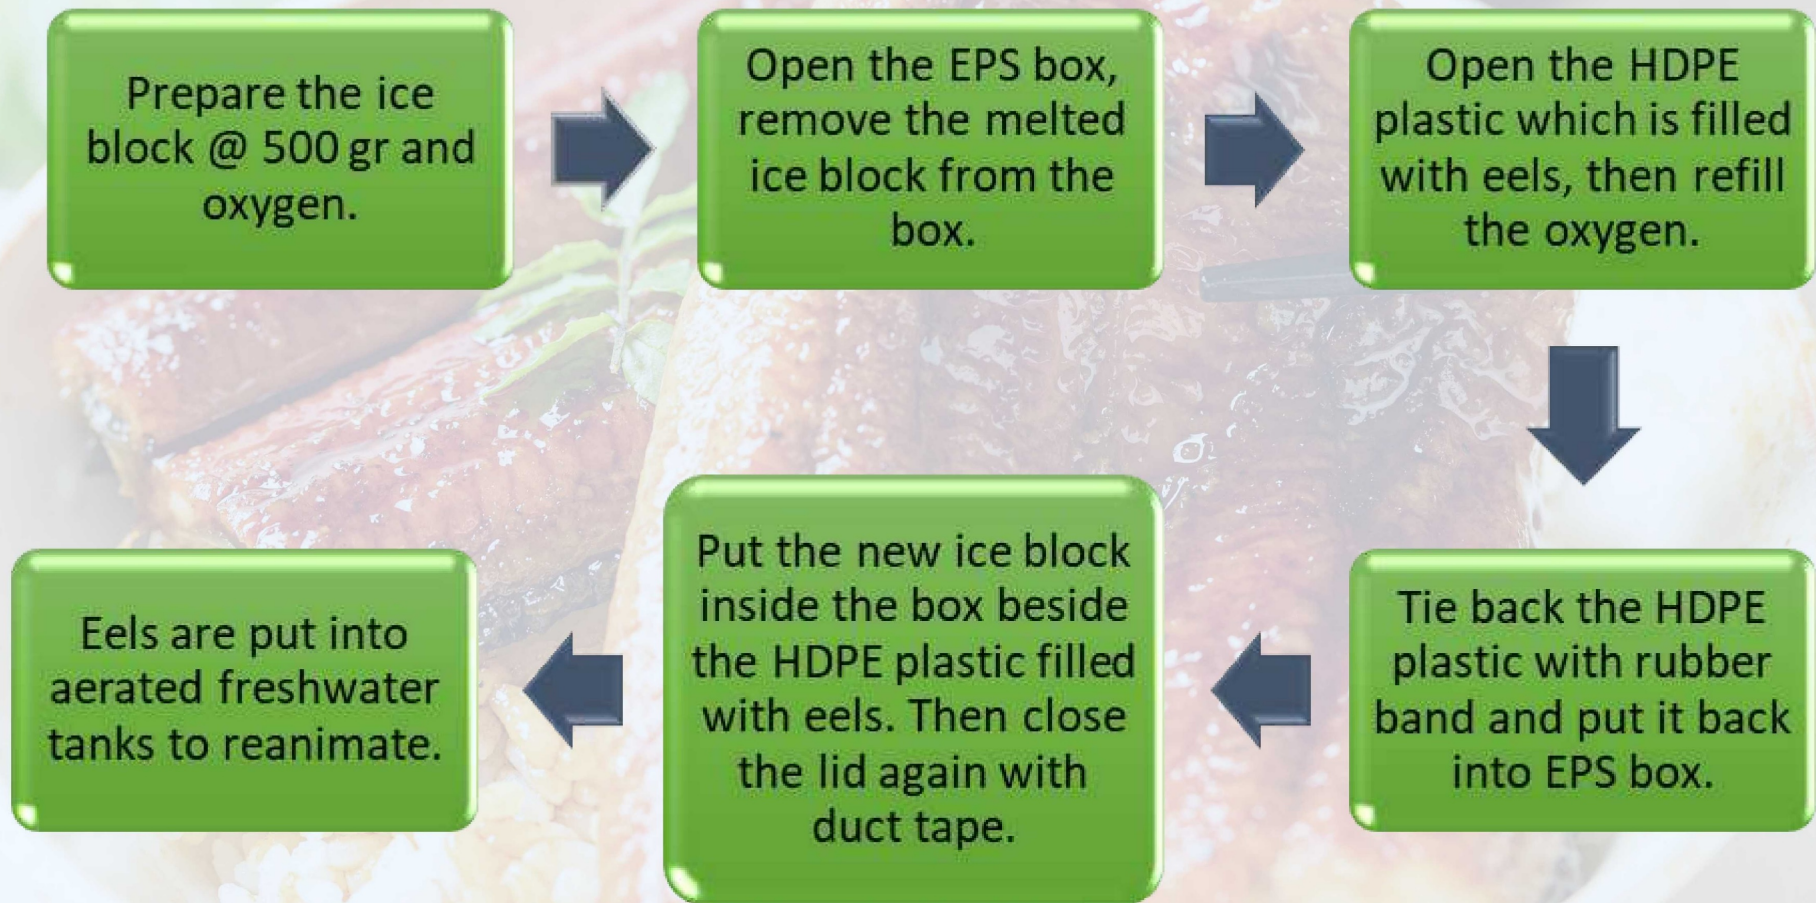 Prepare the ice
block @ 500 gr and
oxygen.
Open the EPS box,
remove the melted
ice block from the
box.
Open the HDPE
plastic which is filled
with eels, then refill
the oxygen.
Tie back the HDPE
plastic with rubber
band and put it back
into EPS box.
Put the new ice block
inside the box beside
the HDPE plastic filled
with eels. Then close
the lid again with
duct tape.
Eels are put into
aerated freshwater
tanks to reanimate.